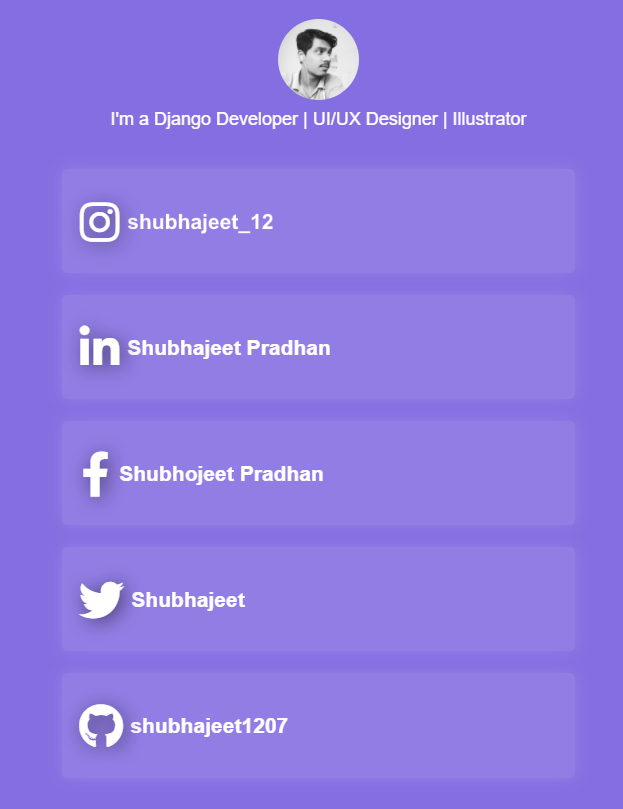 I'm a Django Developer | UI/UX Designer | Illustrator
shubhajeet_12
in Shubhajeet Pradhan
f Shubhojeet Pradhan
Shubhajeet
shubhajeet1207